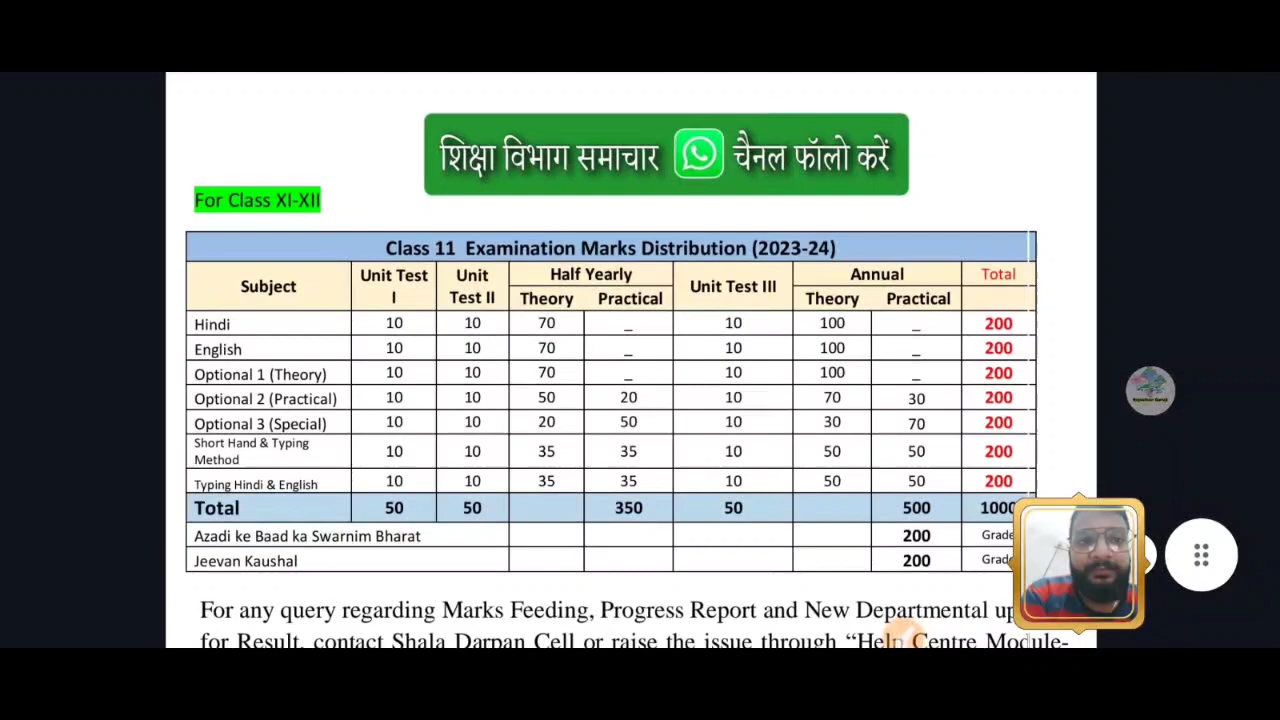 शिक्षा विभाग समाचार चैनल फॉलो करें
For Class XI-XII
Class 11 Examination Marks Distribution (2023-24)
Subject Unit Test I Unit Test II Half Yearly Unit Test III Annual Total
Theory Practical Theory Practical
Hindi 10 10 70 _ 10 100 _ 200
English 10 10 70 _ 10 100 _ 200
Optional 1 (Theory) 10 10 70 _ 10 100 _ 200
Optional 2 (Practical) 10 10 50 20 10 70 30 200
Optional 3 (Special) 10 10 20 50 10 30 70 200
Short Hand & Typing Method 10 10 35 35 10 50 50 200
Typing Hindi & English 10 10 35 35 10 50 50 200
Total 50 50 350 50 500 1000
Azadi ke Baad ka Swarnim Bharat 200 Grade
Jeevan Kaushal 200 Grad
For any query regarding Marks Feeding, Progress Report and New Departmental up
for Result, contact Shala Darpan Cell or raise the issue through “Help Centre Module-